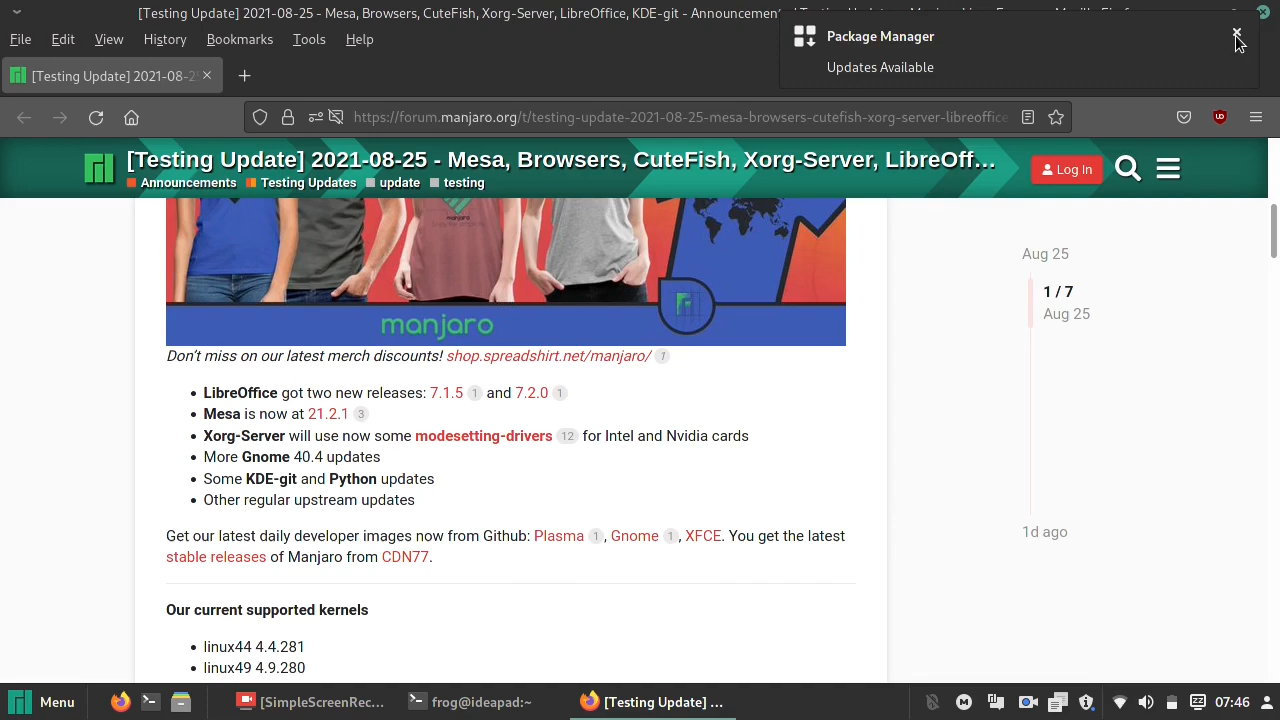 [Testing Update] 2021-08-25 - Mesa, Browsers, CuteFish, Xorg-Server, LibreOffice, KDE-git - Announcement
Package Manager
Updates Available
File Edit View History Bookmarks Tools Help
[Testing Update] 2021-08-2
https://forum.manjaro.org/t/testing-update-2021-08-25-mesa-browsers-cutefish-xorg-server-libreoffice
[Testing Update] 2021-08-25 - Mesa, Browsers, CuteFish, Xorg-Server, LibreOff…
Announcements Testing Updates update testing
Log In
manjaro
manjaro
Don't miss on our latest merch discounts! shop.spreadshirt.net/manjaro/ 1
LibreOffice got two new releases: 7.1.5 1 and 7.2.0 1
Mesa is now at 21.2.1 3
Xorg-Server will use now some modesetting-drivers 12 for Intel and Nvidia cards
More Gnome 40.4 updates
Some KDE-git and Python updates
Other regular upstream updates
Get our latest daily developer images now from Github: Plasma 1, Gnome 1, XFCE. You get the latest
stable releases of Manjaro from CDN77.
Our current supported kernels
linux44 4.4.281
linux49 4.9.280
Aug 25
1 / 7
Aug 25
1d ago
Menu
[SimpleScreenRec...
frog@ideapad:~
[Testing Update] ...
07:46